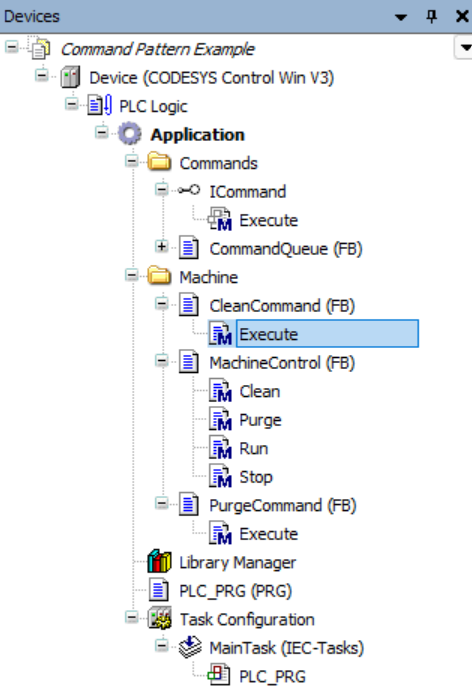 Devices
Command Pattern Example
Device (CODESYS Control Win V3)
PLC Logic
Application
Commands
ICommand
Execute
CommandQueue (FB)
Machine
CleanCommand (FB)
Execute
MachineControl (FB)
Clean
Purge
Run
Stop
PurgeCommand (FB)
Execute
Library Manager
PLC_PRG (PRG)
Task Configuration
MainTask (IEC-Tasks)
PLC_PRG